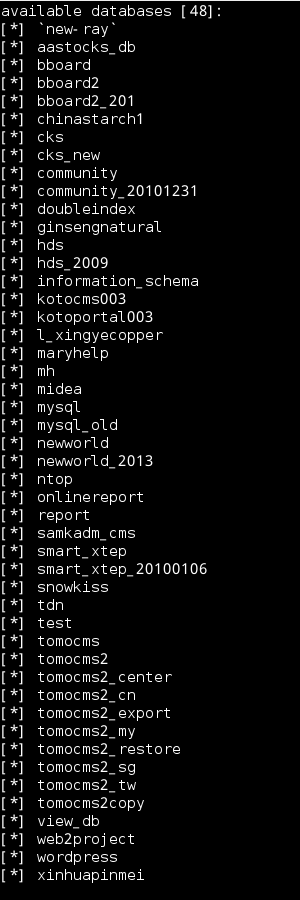 available databases [48]:
[*] `new-ray`
[*] aastocks_db
[*] bboard
[*] bboard2
[*] bboard2_201
[*] chinastarch1
[*] cks
[*] cks_new
[*] community
[*] community_20101231
[*] doubleindex
[*] ginsengnatural
[*] hds
[*] hds_2009
[*] information_schema
[*] kotocms003
[*] kotoportal003
[*] l_xingyecopper
[*] maryhelp
[*] mh
[*] midea
[*] mysql
[*] mysql_old
[*] newworld
[*] newworld_2013
[*] ntop
[*] onlinereport
[*] report
[*] samkadm_cms
[*] smart_xtep
[*] smart_xtep_20100106
[*] snowkiss
[*] tdn
[*] test
[*] tomocms
[*] tomocms2
[*] tomocms2_center
[*] tomocms2_cn
[*] tomocms2_export
[*] tomocms2_my
[*] tomocms2_restore
[*] tomocms2_sg
[*] tomocms2_tw
[*] tomocms2copy
[*] view_db
[*] web2project
[*] wordpress
[*] xinhuapinmei